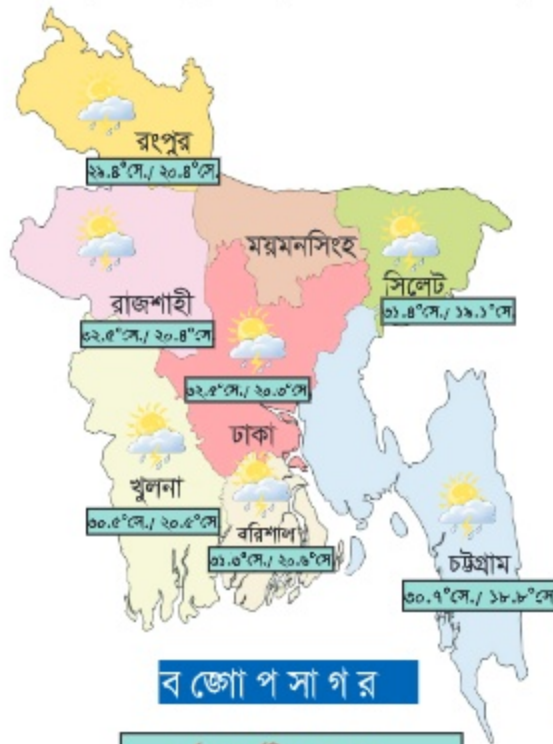 রংপুর
২৯.৪°সে./ ২০.৪°সে.
ময়মনসিংহ
সিলেট
৩১.৪°সে./ ১৯.১°সে.
রাজশাহী
৩২.৫°সে./ ২০.৪°সে
৩২.৫°সে./ ২০.৩°সে
ঢাকা
খুলনা
৩০.৫°সে./ ২০.৫°সে
বরিশাল
৩১.৩°সে./ ২০.৬°সে
চট্টগ্রাম
৩০.৭°সে./ ১৮.৮°সে
ব ঙ্গো প সা গ র